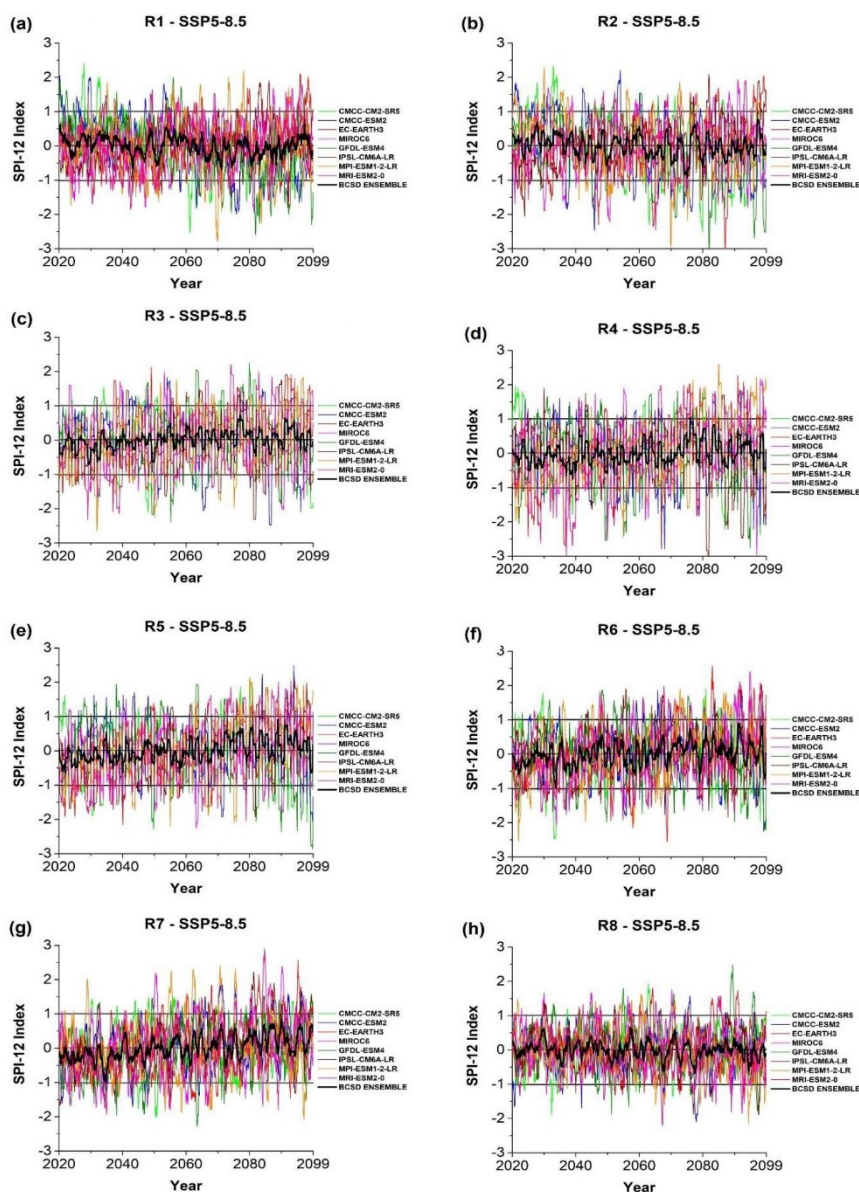 (a)
R1 - SSP5-8.5
SPI-12 Index
3
2
1
0
-1
-2
-3
2020
2040
2060
2080
2099
Year
CMCC-CM2-SR5
CMCC-ESM2
EC-EARTH3
MIROC6
GFDL-ESM4
IPSL-CM6A-LR
MPI-ESM1-2-LR
MRI-ESM2-0
BCSD ENSEMBLE
(b)
R2 - SSP5-8.5
SPI-12 Index
3
2
1
0
-1
-2
-3
2020
2040
2060
2080
2099
Year
CMCC-CM2-SR5
CMCC-ESM2
EC-EARTH3
MIROC6
GFDL-ESM4
IPSL-CM6A-LR
MPI-ESM1-2-LR
MRI-ESM2-0
BCSD ENSEMBLE
(c)
R3 - SSP5-8.5
SPI-12 Index
3
2
1
0
-1
-2
-3
2020
2040
2060
2080
2099
Year
CMCC-CM2-SR5
CMCC-ESM2
EC-EARTH3
MIROC6
GFDL-ESM4
IPSL-CM6A-LR
MPI-ESM1-2-LR
MRI-ESM2-0
BCSD ENSEMBLE
(d)
R4 - SSP5-8.5
SPI-12 Index
3
2
1
0
-1
-2
-3
2020
2040
2060
2080
2099
Year
CMCC-CM2-SR5
CMCC-ESM2
EC-EARTH3
MIROC6
GFDL-ESM4
IPSL-CM6A-LR
MPI-ESM1-2-LR
MRI-ESM2-0
BCSD ENSEMBLE
(e)
R5 - SSP5-8.5
SPI-12 Index
3
2
1
0
-1
-2
-3
2020
2040
2060
2080
2099
Year
CMCC-CM2-SR5
CMCC-ESM2
EC-EARTH3
MIROC6
GFDL-ESM4
IPSL-CM6A-LR
MPI-ESM1-2-LR
MRI-ESM2-0
BCSD ENSEMBLE
(f)
R6 - SSP5-8.5
SPI-12 Index
3
2
1
0
-1
-2
-3
2020
2040
2060
2080
2099
Year
CMCC-CM2-SR5
CMCC-ESM2
EC-EARTH3
MIROC6
GFDL-ESM4
IPSL-CM6A-LR
MPI-ESM1-2-LR
MRI-ESM2-0
BCSD ENSEMBLE
(g)
R7 - SSP5-8.5
SPI-12 Index
3
2
1
0
-1
-2
-3
2020
2040
2060
2080
2099
Year
CMCC-CM2-SR5
CMCC-ESM2
EC-EARTH3
MIROC6
GFDL-ESM4
IPSL-CM6A-LR
MPI-ESM1-2-LR
MRI-ESM2-0
BCSD ENSEMBLE
(h)
R8 - SSP5-8.5
SPI-12 Index
3
2
1
0
-1
-2
-3
2020
2040
2060
2080
2099
Year
CMCC-CM2-SR5
CMCC-ESM2
EC-EARTH3
MIROC6
GFDL-ESM4
IPSL-CM6A-LR
MPI-ESM1-2-LR
MRI-ESM2-0
BCSD ENSEMBLE